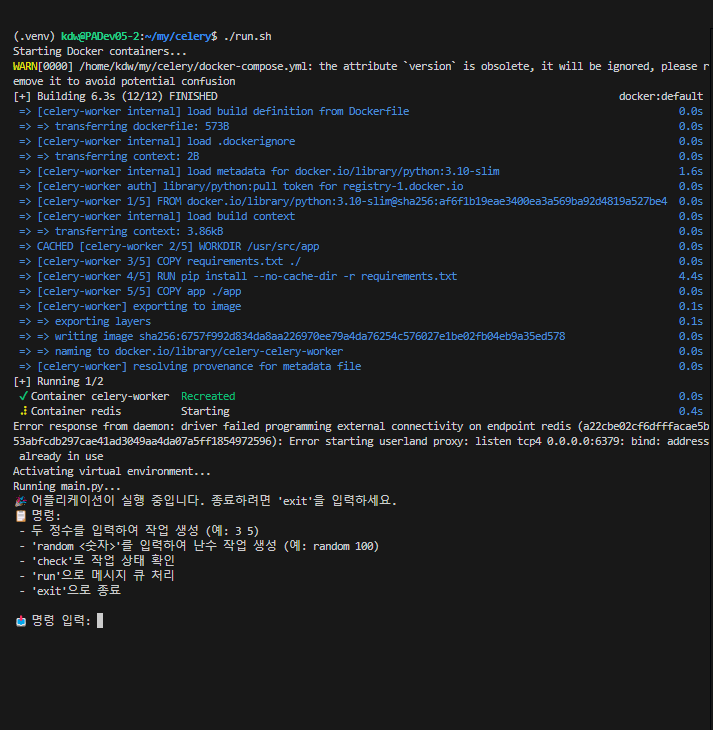 (.venv) kdw@PADev05-2:~/my/celery$ ./run.sh
Starting Docker containers...
WARN[0000] /home/kdw/my/celery/docker-compose.yml: the attribute `version` is obsolete, it will be ignored, please r
emove it to avoid potential confusion
[+] Building 6.3s (12/12) FINISHED docker:default
=> [celery-worker internal] load build definition from Dockerfile 0.0s
=> => transferring dockerfile: 573B 0.0s
=> [celery-worker internal] load .dockerignore 0.0s
=> => transferring context: 2B 0.0s
=> [celery-worker internal] load metadata for docker.io/library/python:3.10-slim 1.6s
=> [celery-worker auth] library/python:pull token for registry-1.docker.io 0.0s
=> [celery-worker 1/5] FROM docker.io/library/python:3.10-slim@sha256:af6f1b19eae3400ea3a569ba92d4819a527be4 0.0s
=> [celery-worker internal] load build context 0.0s
=> => transferring context: 3.86kB 0.0s
=> CACHED [celery-worker 2/5] WORKDIR /usr/src/app 0.0s
=> [celery-worker 3/5] COPY requirements.txt ./ 0.0s
=> [celery-worker 4/5] RUN pip install --no-cache-dir -r requirements.txt 4.4s
=> [celery-worker 5/5] COPY app ./app 0.0s
=> [celery-worker] exporting to image 0.1s
=> => exporting layers 0.1s
=> => writing image sha256:6757f992d834da8aa226970ee79a4da76254c576027e1be02fb04eb9a35ed578 0.0s
=> => naming to docker.io/library/celery-celery-worker 0.0s
=> [celery-worker] resolving provenance for metadata file 0.0s
[+] Running 1/2
✓ Container celery-worker Recreated 0.0s
⠼ Container redis Starting 0.4s
Error response from daemon: driver failed programming external connectivity on endpoint redis (a22cbe02cf6dfffacae5b
53abfcdb297cae41ad3049aa4da07a5ff1854972596): Error starting userland proxy: listen tcp4 0.0.0.0:6379: bind: address
already in use
Activating virtual environment...
Running main.py...
🎉 어플리케이션이 실행 중입니다. 종료하려면 'exit'을 입력하세요.
📋 명령:
- 두 정수를 입력하여 작업 생성 (예: 3 5)
- 'random <숫자>'를 입력하여 난수 작업 생성 (예: random 100)
- 'check'로 작업 상태 확인
- 'run'으로 메시지 큐 처리
- 'exit'으로 종료
📩 명령 입력: